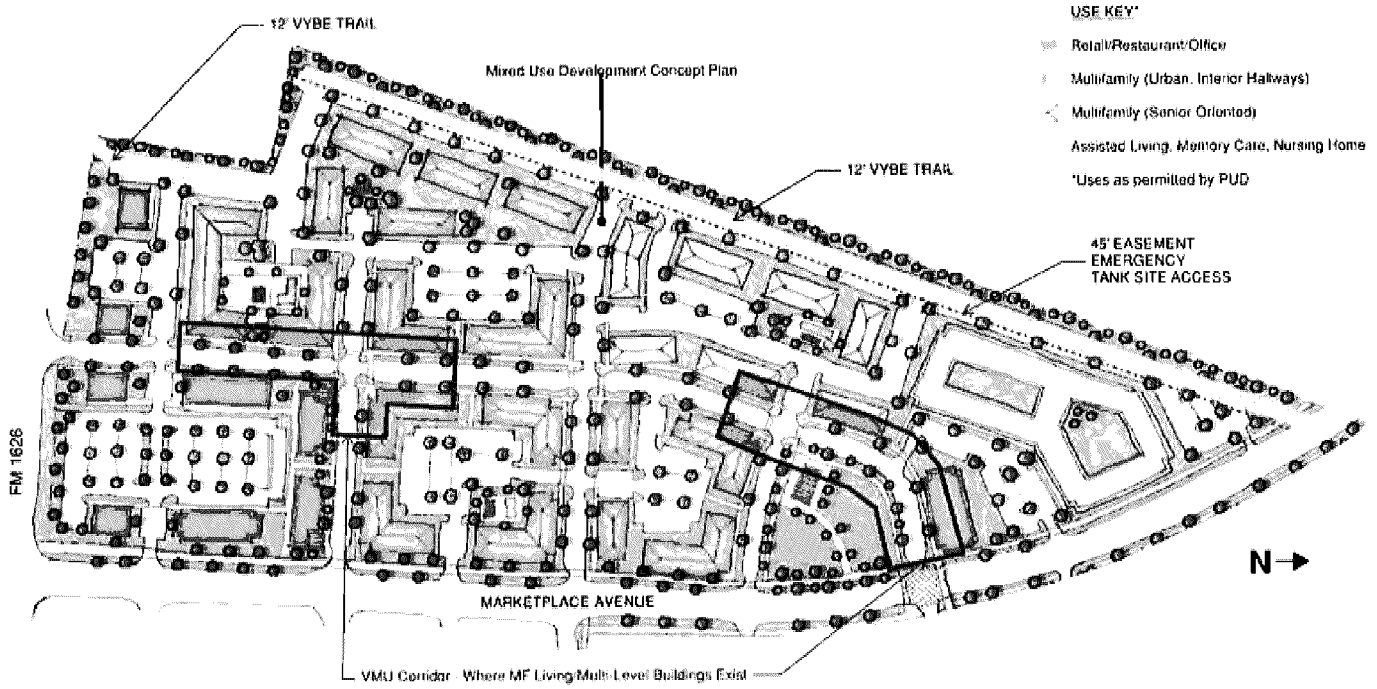 12' VYBE TRAIL
Mixed Use Development Concept Plan
USE KEY*
Retail/Restaurant/Office
Multifamily (Urban, Interior Hallways)
Multifamily (Senior Oriented)
Assisted Living, Memory Care, Nursing Home
*Uses as permitted by PUD
12' VYBE TRAIL
45' EASEMENT
EMERGENCY
TANK SITE ACCESS
FM 1626
N
MARKETPLACE AVENUE
VMU Corridor - Where MF Living/Multi-Level Buildings Exist